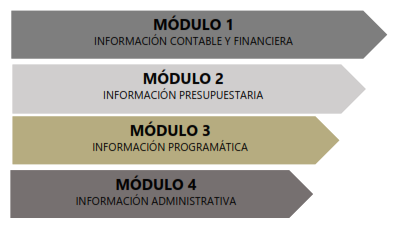 MÓDULO 1
INFORMACIÓN CONTABLE Y FINANCIERA
MÓDULO 2
INFORMACIÓN PRESUPUESTARIA
MÓDULO 3
INFORMACIÓN PROGRAMÁTICA
MÓDULO 4
INFORMACIÓN ADMINISTRATIVA